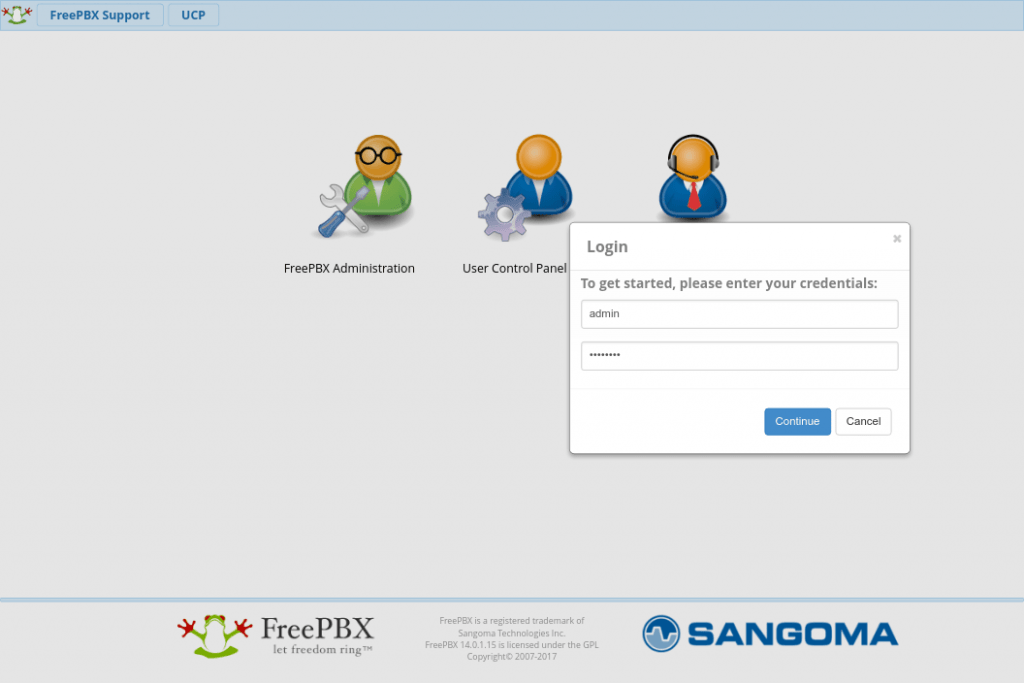 FreePBX Support UCP
FreePBX Administration
User Control Panel
Login
To get started, please enter your credentials:
admin
••••••••
Continue
Cancel
FreePBX
let freedom ring™
FreePBX is a registered trademark of
Sangoma Technologies Inc.
FreePBX 14.0.1.15 is licensed under the GPL
Copyright© 2007-2017
SANGOMA